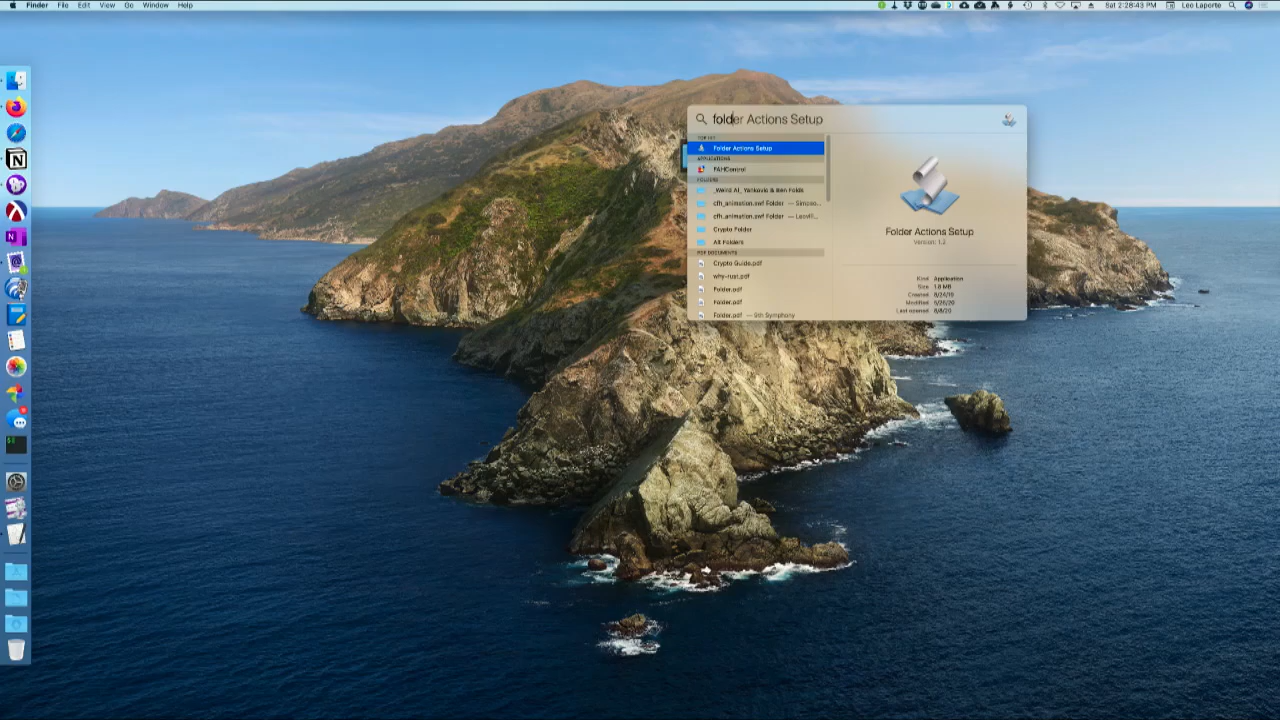 Finder File Edit View Go Window Help
Sat 2:28:43 PM Leo Laporte
folder Actions Setup
TOP HIT
Folder Actions Setup
APPLICATIONS
FAHControl
FOLDERS
_Weird Al_ Yankovic & Ben Folds
cfh_animation.swf Folder — Simpso...
cfh_animation.swf Folder — Leovill...
Crypto Folder
Alt Folders
PDF DOCUMENTS
Crypto Guide.pdf
why-rust.pdf
Folder.pdf
Folder.pdf
Folder.pdf — 9th Symphony
Folder Actions Setup
Version: 1.2
Kind Application
Size 1.8 MB
Created 8/24/19
Modified 5/26/20
Last opened 8/8/20